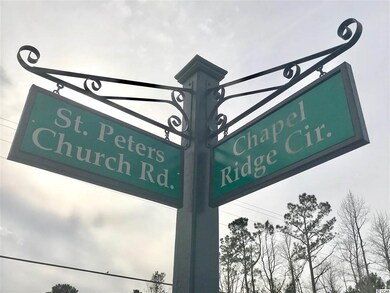 St. Peters
Church Rd.
Chapel
Ridge Cir.